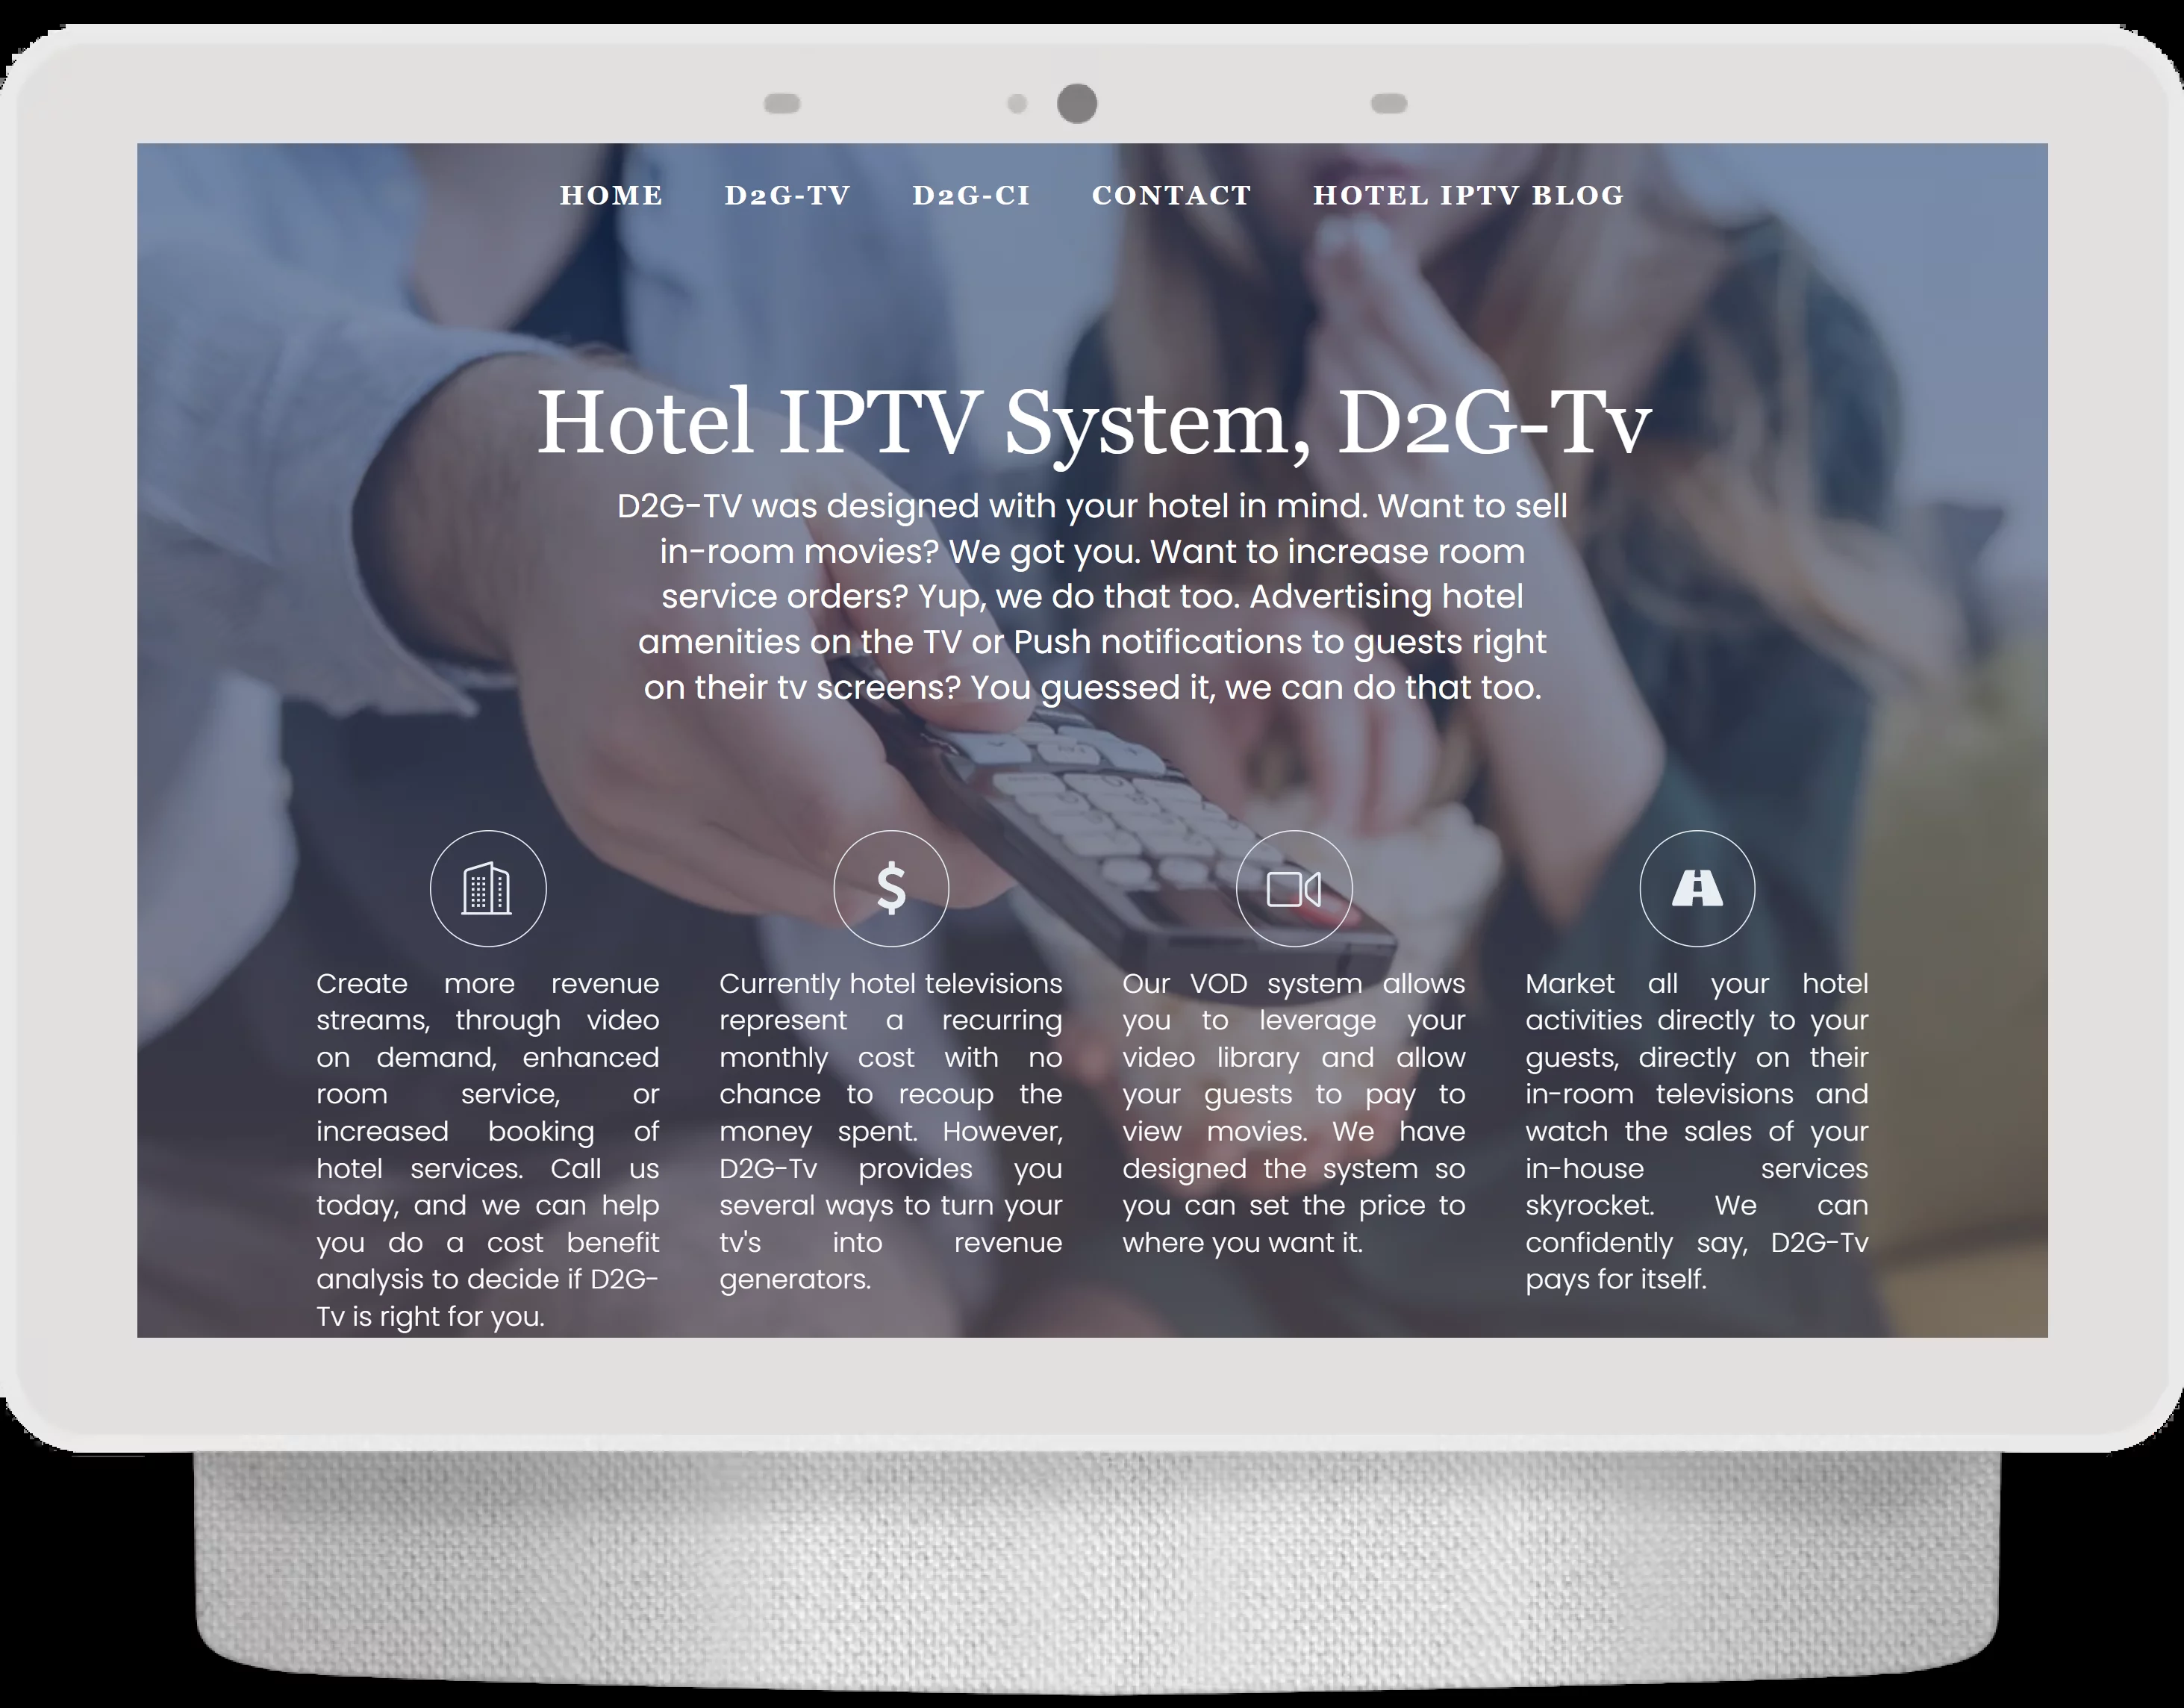 HOME D2G-TV D2G-CI CONTACT HOTEL IPTV BLOG
Hotel IPTV System, D2G-Tv
D2G-TV was designed with your hotel in mind. Want to sell
in-room movies? We got you. Want to increase room
service orders? Yup, we do that too. Advertising hotel
amenities on the TV or Push notifications to guests right
on their tv screens? You guessed it, we can do that too.
$
Create more revenue
streams, through video
on demand, enhanced
room service, or
increased booking of
hotel services. Call us
today, and we can help
you do a cost benefit
analysis to decide if D2G-
Tv is right for you.
Currently hotel televisions
represent a recurring
monthly cost with no
chance to recoup the
money spent. However,
D2G-Tv provides you
several ways to turn your
tv's into revenue
generators.
Our VOD system allows
you to leverage your
video library and allow
your guests to pay to
view movies. We have
designed the system so
you can set the price to
where you want it.
Market all your hotel
activities directly to your
guests, directly on their
in-room televisions and
watch the sales of your
in-house services
skyrocket. We can
confidently say, D2G-Tv
pays for itself.